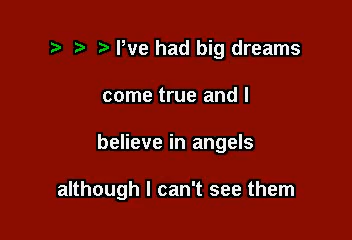 > > > I’ve had big dreams
come true and I
believe in angels
although I can't see them